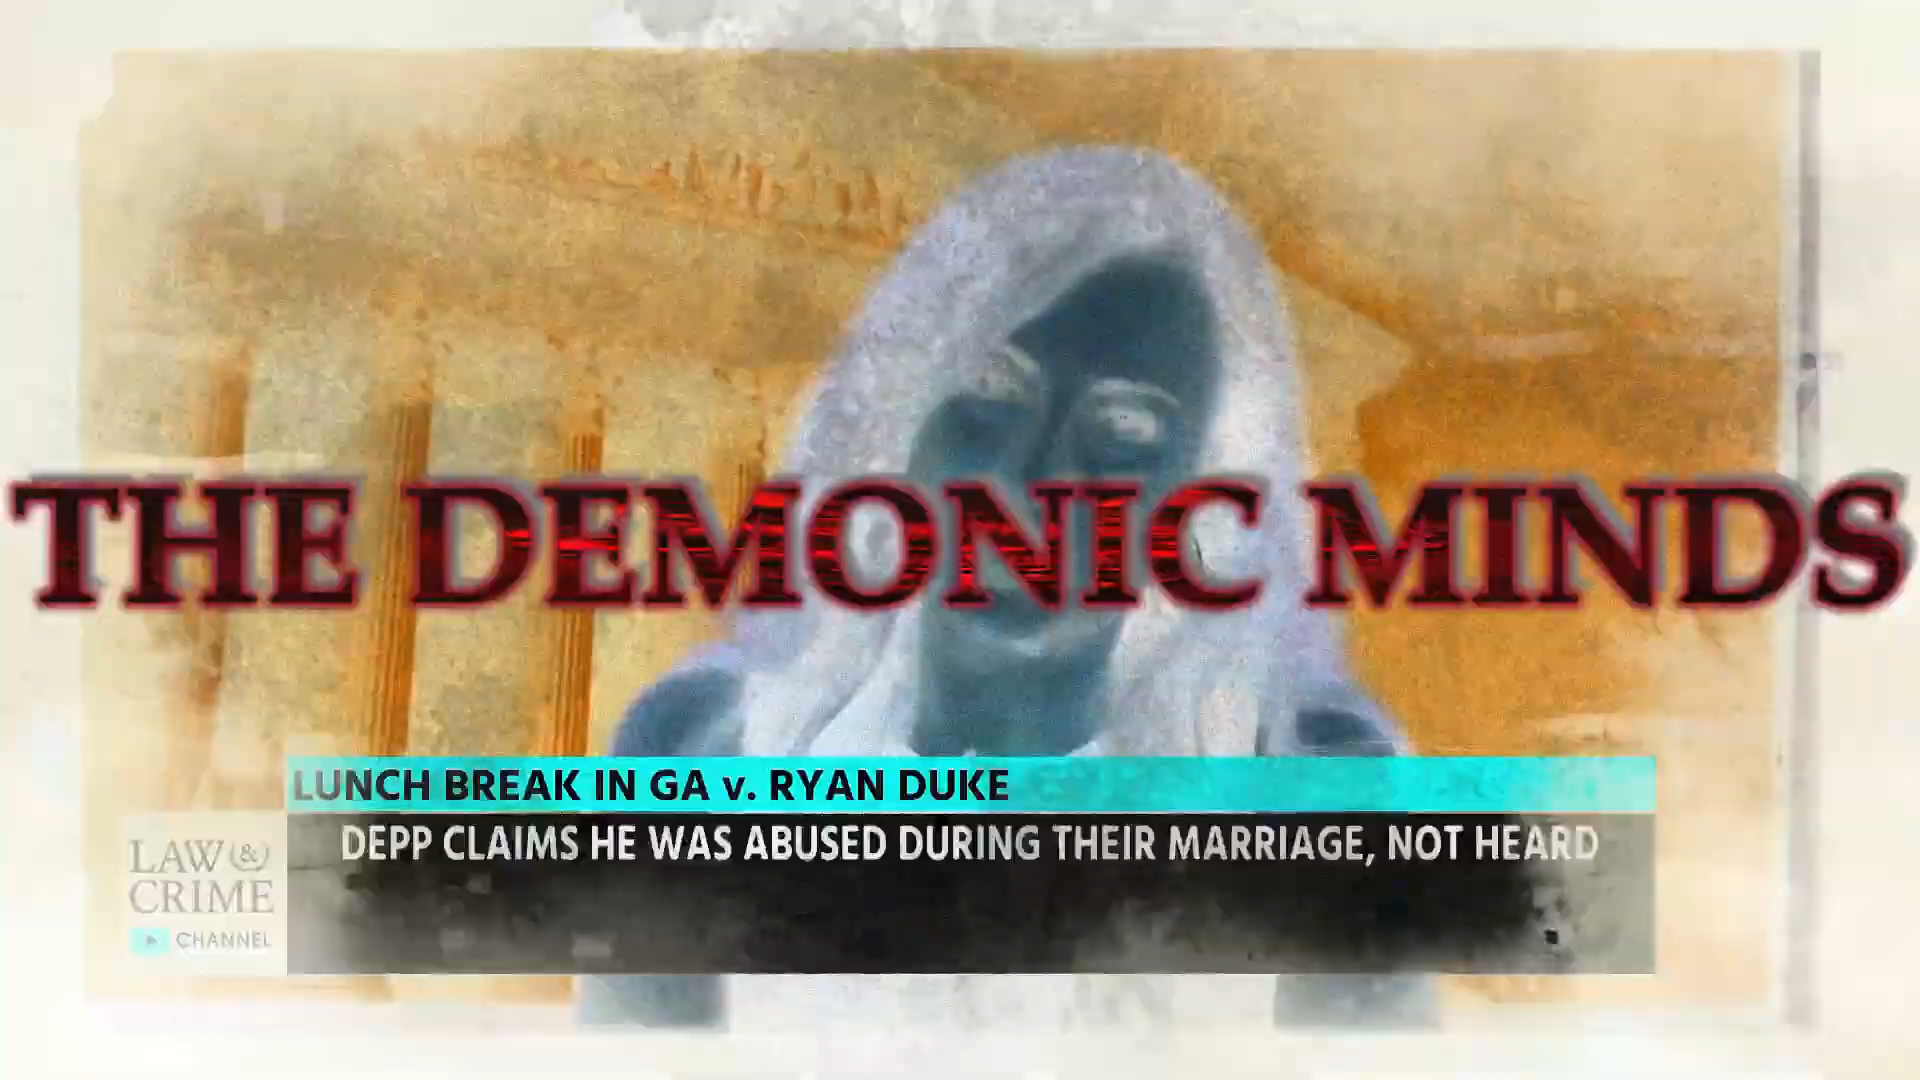 THE DEMONIC MINDS
LUNCH BREAK IN GA v. RYAN DUKE
DEPP CLAIMS HE WAS ABUSED DURING THEIR MARRIAGE, NOT HEARD
LAW &
CRIME
CHANNEL